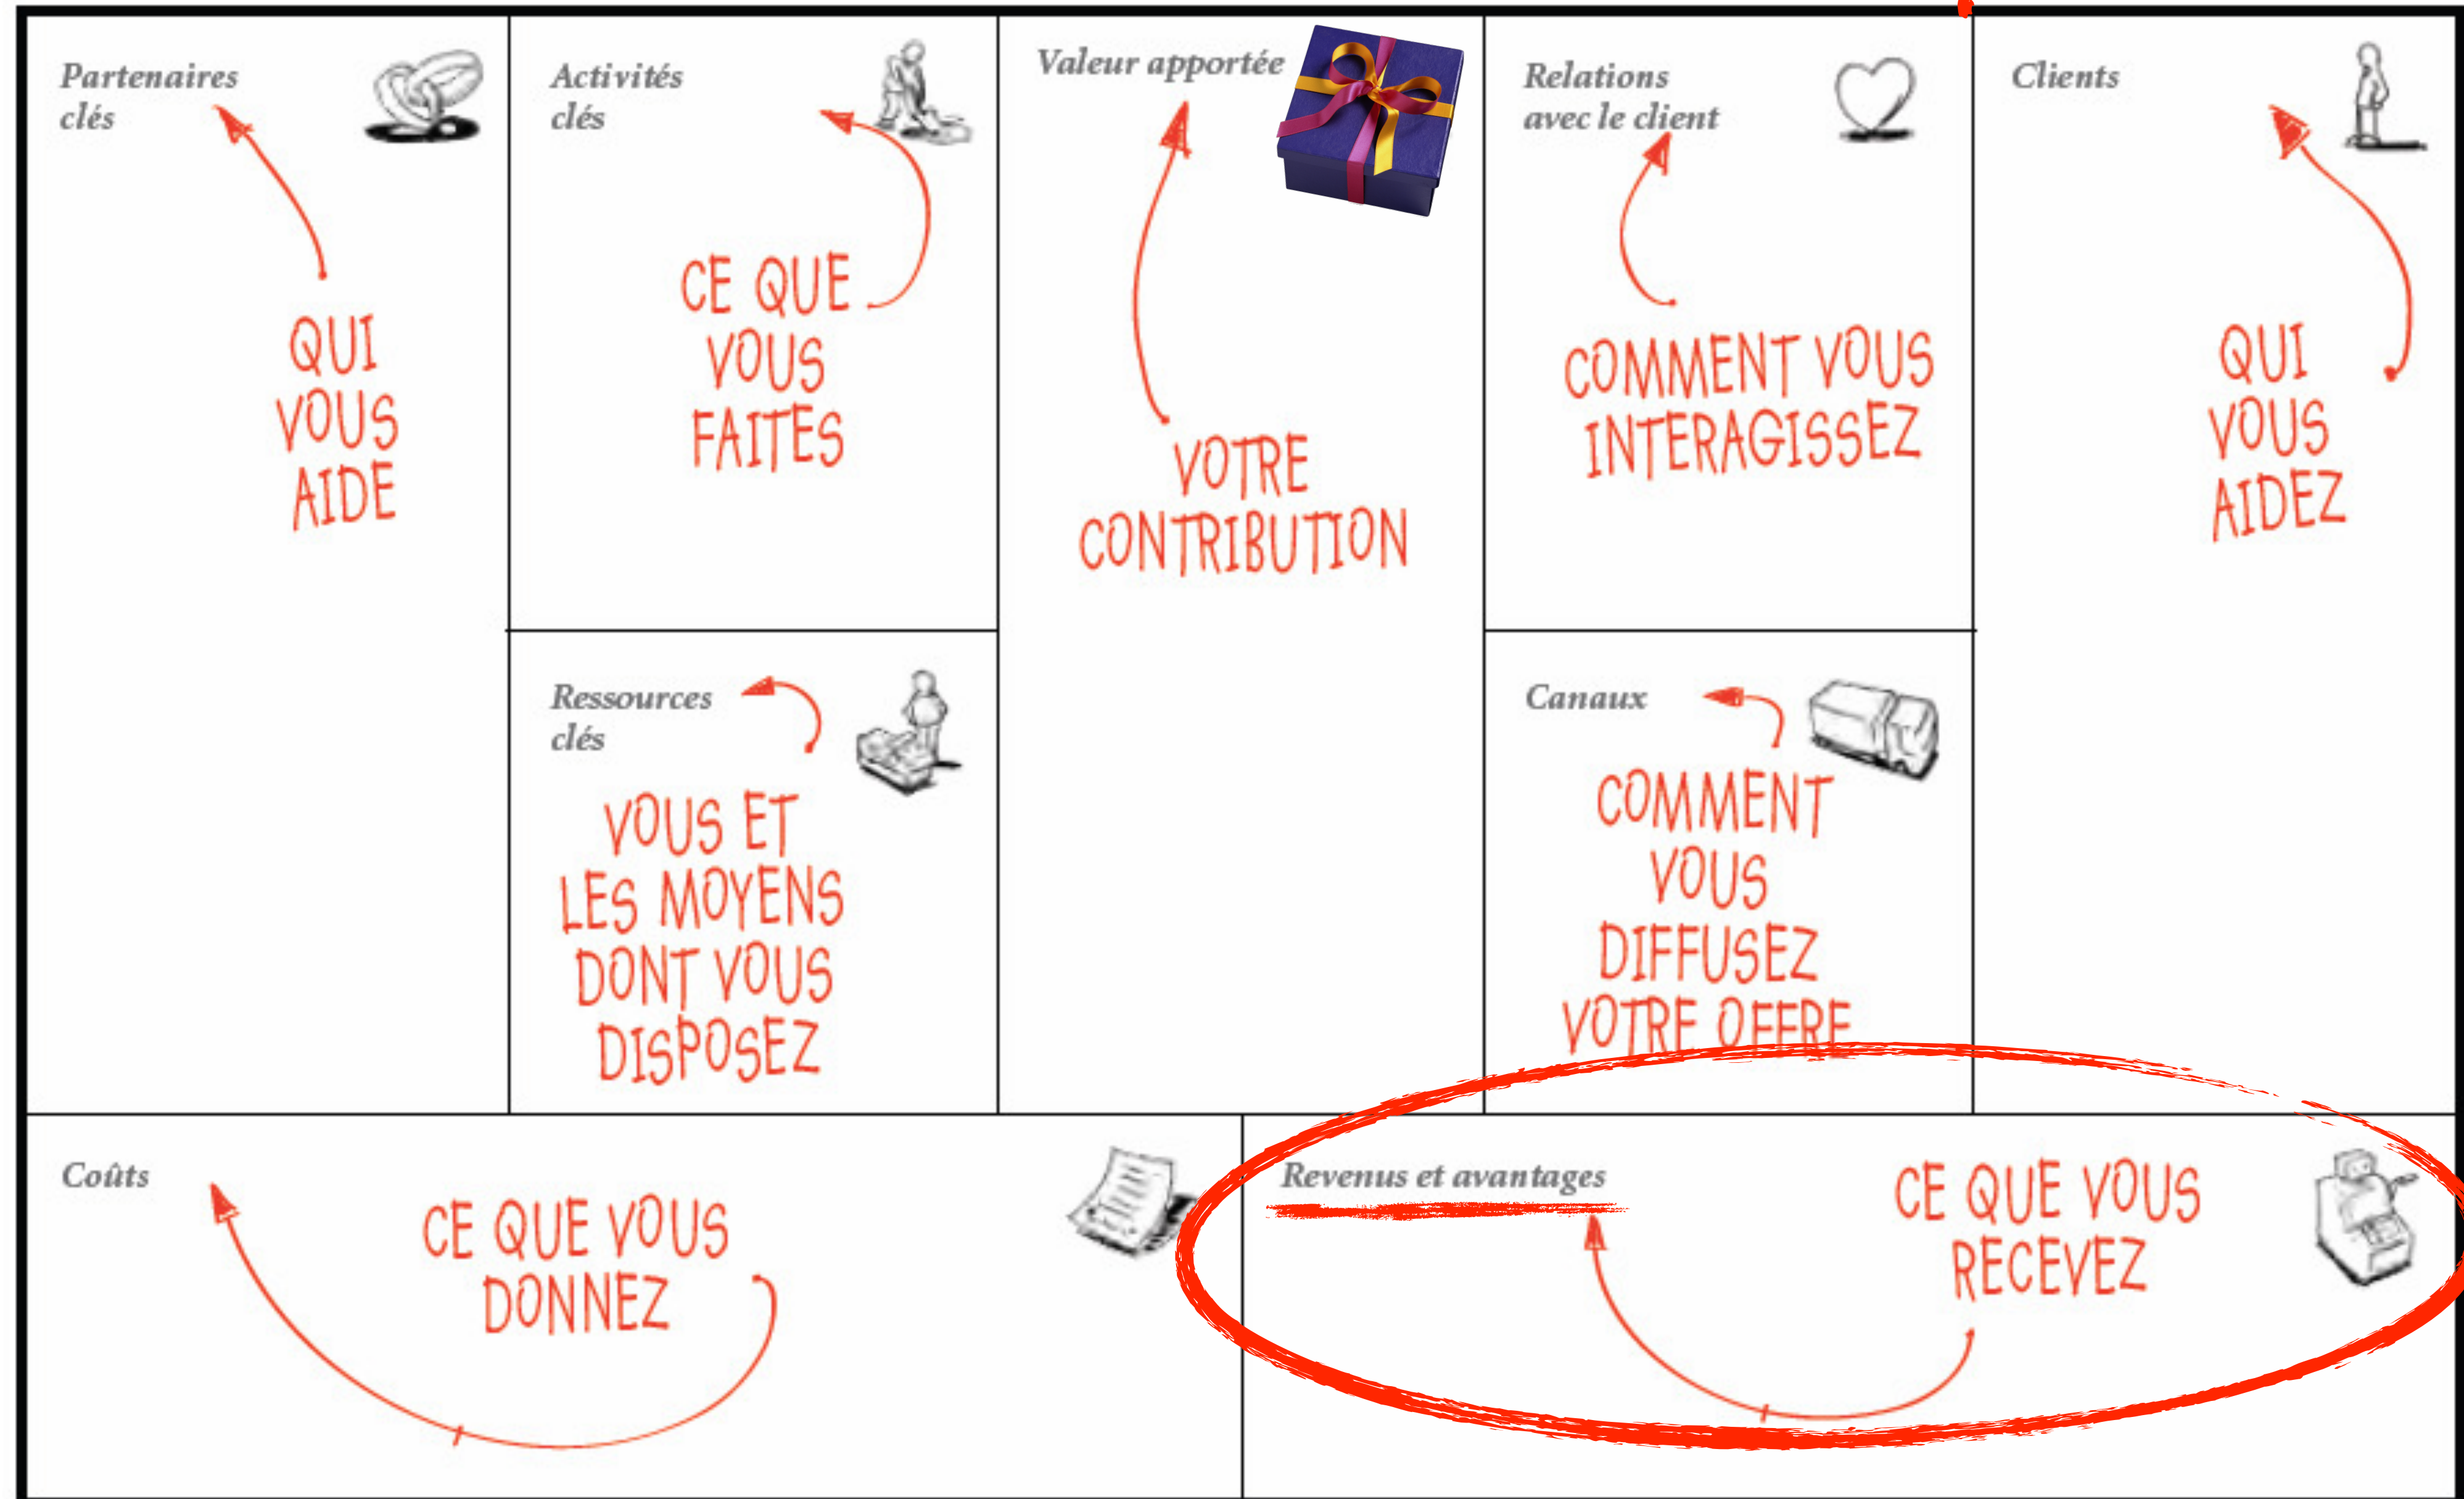 Partenaires
clés
QUI
VOUS
AIDE
Activités
clés
CE QUE
VOUS
FAITES
Ressources
clés
VOUS ET
LES MOYENS
DONT VOUS
DISPOSEZ
Valeur apportée
VOTRE
CONTRIBUTION
Relations
avec le client
COMMENT VOUS
INTERAGISSEZ
Canaux
COMMENT
VOUS
DIFFUSEZ
VOTRE OFFRE
Clients
QUI
VOUS
AIDEZ
Coûts
CE QUE VOUS
DONNEZ
Revenus et avantages
CE QUE VOUS
RECEVEZ